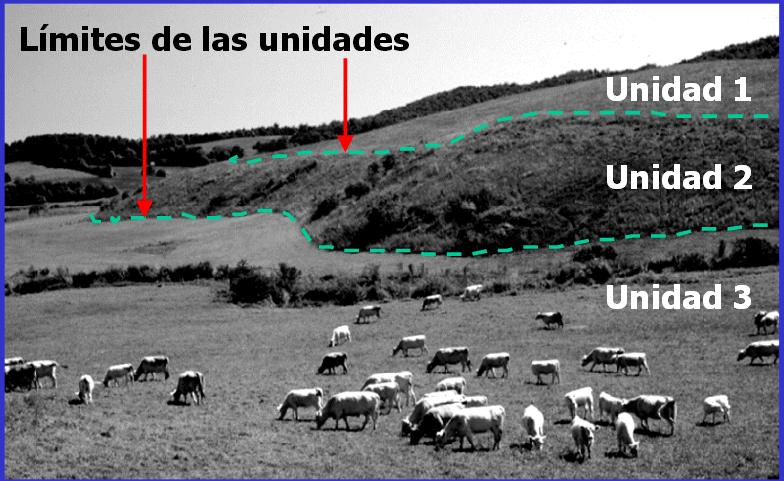 Límites de las unidades
Unidad 1
Unidad 2
Unidad 3